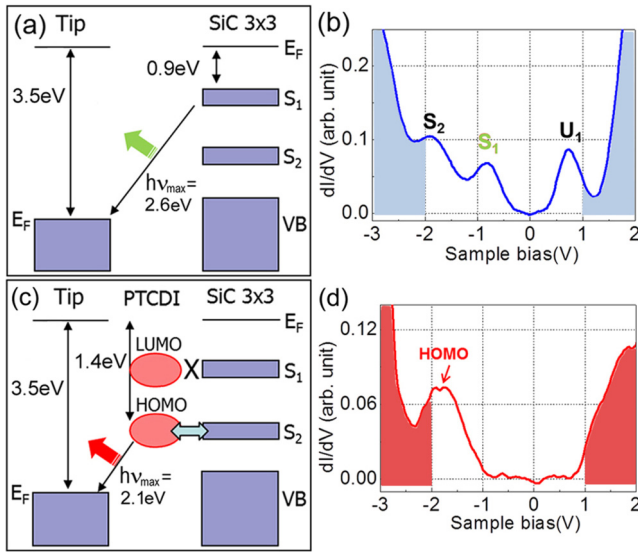 (a) Tip SiC 3x3
E_F
0.9eV
3.5eV
S₁
S₂
hν_max=
2.6eV
E_F
VB
(b)
dI/dV (arb. unit)
0.2
0.1
0.0
S₂
S₁
U₁
-3 -2 -1 0 1 2
Sample bias(V)
(c) Tip PTCDI SiC 3x3
E_F
LUMO
1.4eV
X
S₁
3.5eV
HOMO
S₂
hν_max=
2.1eV
E_F
VB
(d)
dI/dV (arb. unit)
0.12
0.06
0.00
HOMO
-3 -2 -1 0 1 2
Sample bias(V)